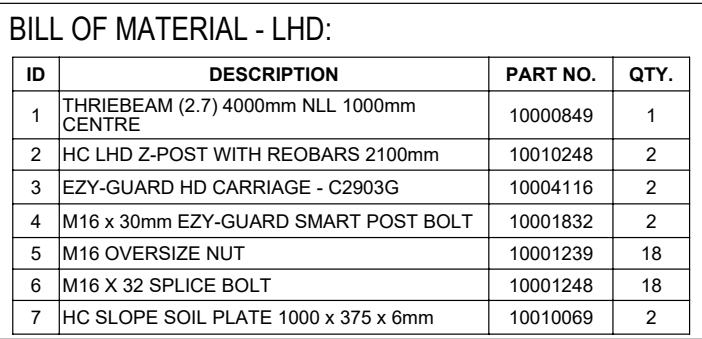 BILL OF MATERIAL - LHD:
ID DESCRIPTION PART NO. QTY.
1 THRIEBEAM (2.7) 4000mm NLL 1000mm CENTRE 10000849 1
2 HC LHD Z-POST WITH REOBARS 2100mm 10010248 2
3 EZY-GUARD HD CARRIAGE - C2903G 10004116 2
4 M16 x 30mm EZY-GUARD SMART POST BOLT 10001832 2
5 M16 OVERSIZE NUT 10001239 18
6 M16 X 32 SPLICE BOLT 10001248 18
7 HC SLOPE SOIL PLATE 1000 x 375 x 6mm 10010069 2